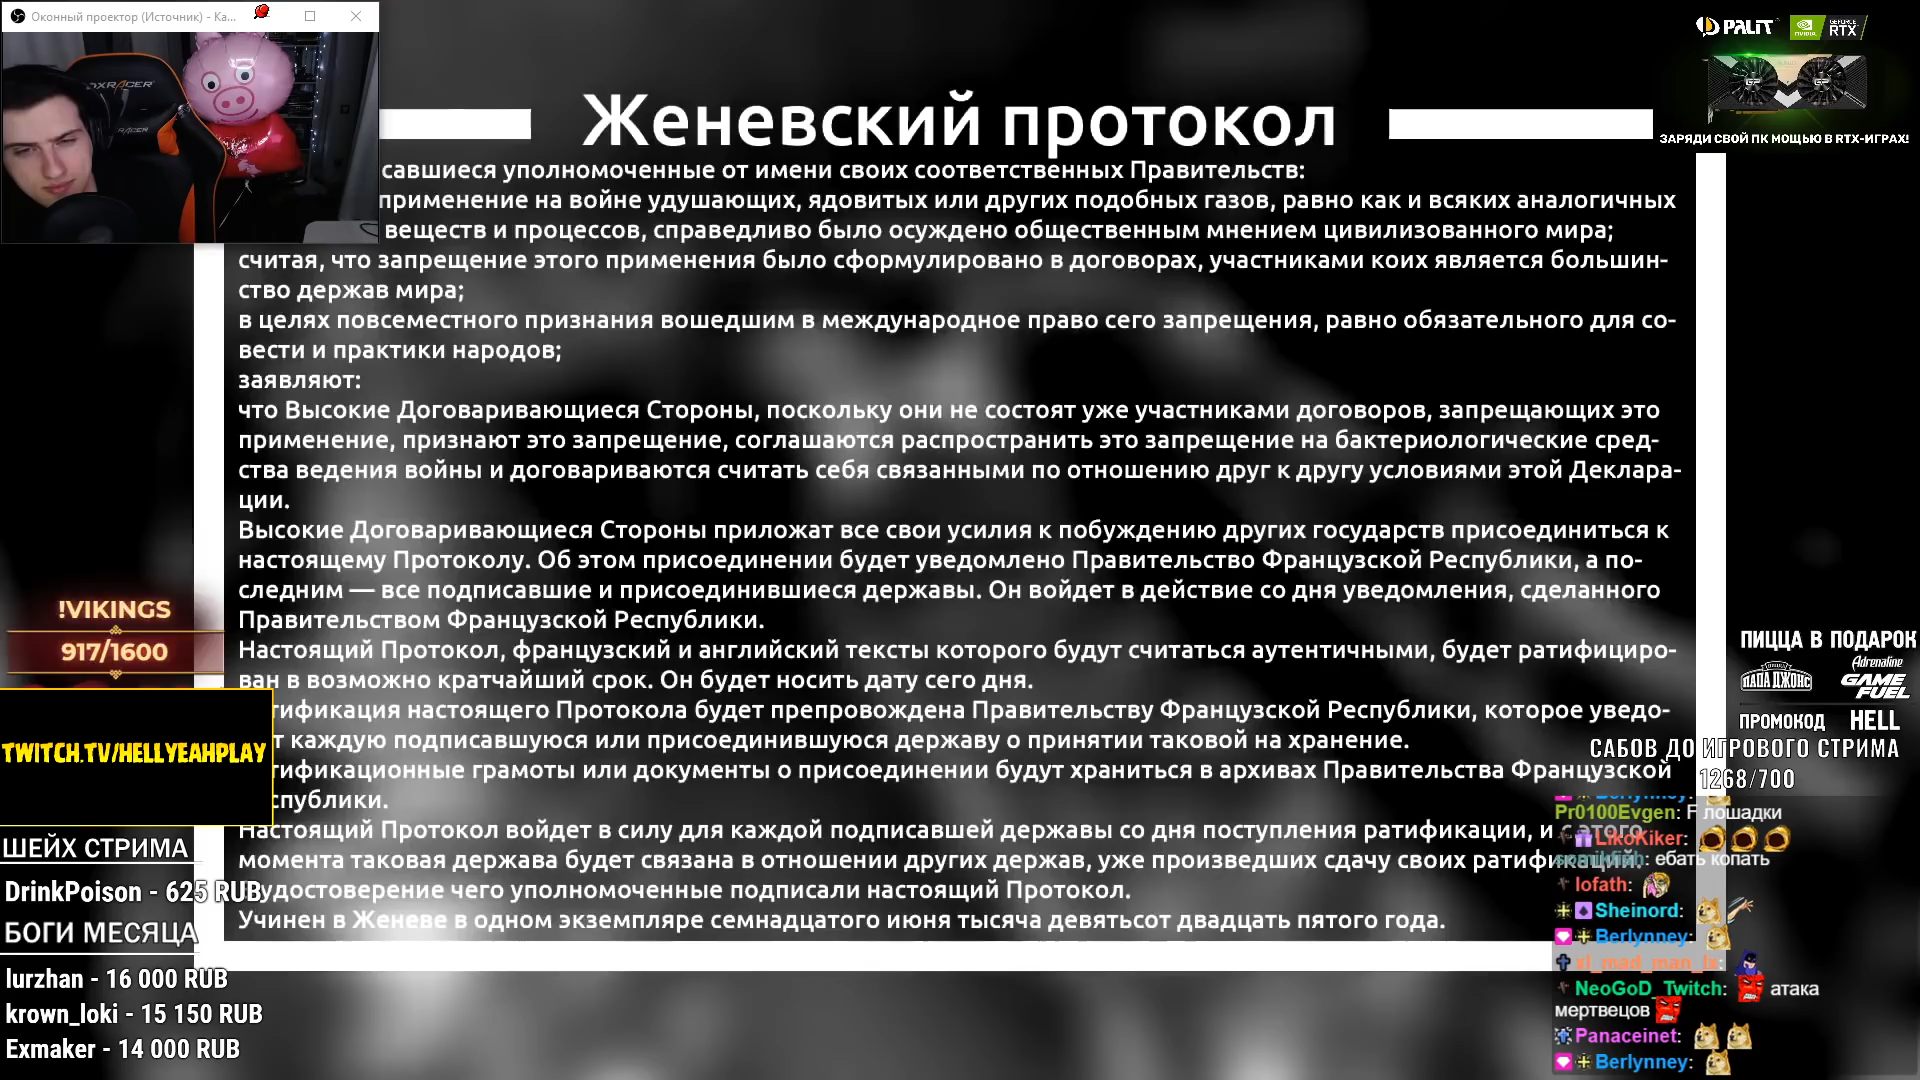 Оконный проектор (Источник) - Ка...
DXRACER
RACER
PALIT
NVIDIA
GEFORCE
RTX
ЗАРЯДИ СВОЙ ПК МОЩЬЮ В RTX-ИГРАХ!
Женевский протокол
савшиеся уполномоченные от имени своих соответственных Правительств:
применение на войне удушающих, ядовитых или других подобных газов, равно как и всяких аналогичных
веществ и процессов, справедливо было осуждено общественным мнением цивилизованного мира;
считая, что запрещение этого применения было сформулировано в договорах, участниками коих является большин-
ство держав мира;
в целях повсеместного признания вошедшим в международное право сего запрещения, равно обязательного для со-
вести и практики народов;
заявляют:
что Высокие Договаривающиеся Стороны, поскольку они не состоят уже участниками договоров, запрещающих это
применение, признают это запрещение, соглашаются распространить это запрещение на бактериологические сред-
ства ведения войны и договариваются считать себя связанными по отношению друг к другу условиями этой Деклара-
ции.
Высокие Договаривающиеся Стороны приложат все свои усилия к побуждению других государств присоединиться к
настоящему Протоколу. Об этом присоединении будет уведомлено Правительство Французской Республики, а по-
следним — все подписавшие и присоединившиеся державы. Он войдет в действие со дня уведомления, сделанного
Правительством Французской Республики.
Настоящий Протокол, французский и английский тексты которого будут считаться аутентичными, будет ратифициро-
ван в возможно кратчайший срок. Он будет носить дату сего дня.
тификация настоящего Протокола будет препровождена Правительству Французской Республики, которое уведо-
т каждую подписавшуюся или присоединившуюся державу о принятии таковой на хранение.
тификационные грамоты или документы о присоединении будут храниться в архивах Правительства Французской
спублики.
Настоящий Протокол войдет в силу для каждой подписавшей державы со дня поступления ратификации, и с этого
момента таковая держава будет связана в отношении других держав, уже произведших сдачу своих ратификаций.
удостоверение чего уполномоченные подписали настоящий Протокол.
Учинен в Женеве в одном экземпляре семнадцатого июня тысяча девятьсот двадцать пятого года.
!VIKINGS
917/1600
TWITCH.TV/HELLYEAHPLAY
ШЕЙХ СТРИМА
DrinkPoison - 625 RUB
БОГИ МЕСЯЦА
lurzhan - 16 000 RUB
krown_loki - 15 150 RUB
Exmaker - 14 000 RUB
ПИЦЦА В ПОДАРОК
ПАПА ДЖОНС
Adrenaline
GAME
FUEL
ПРОМОКОД HELL
САБОВ ДО ИГРОВОГО СТРИМА
1268/700
Berlynney:
Pr0100Evgen: F лошадки
LikoKiker:
: ебать копать
lofath:
Sheinord:
Berlynney:
xl_mad_man_lx:
NeoGoD_Twitch: атака
мертвецов
Panaceinet:
Berlynney: